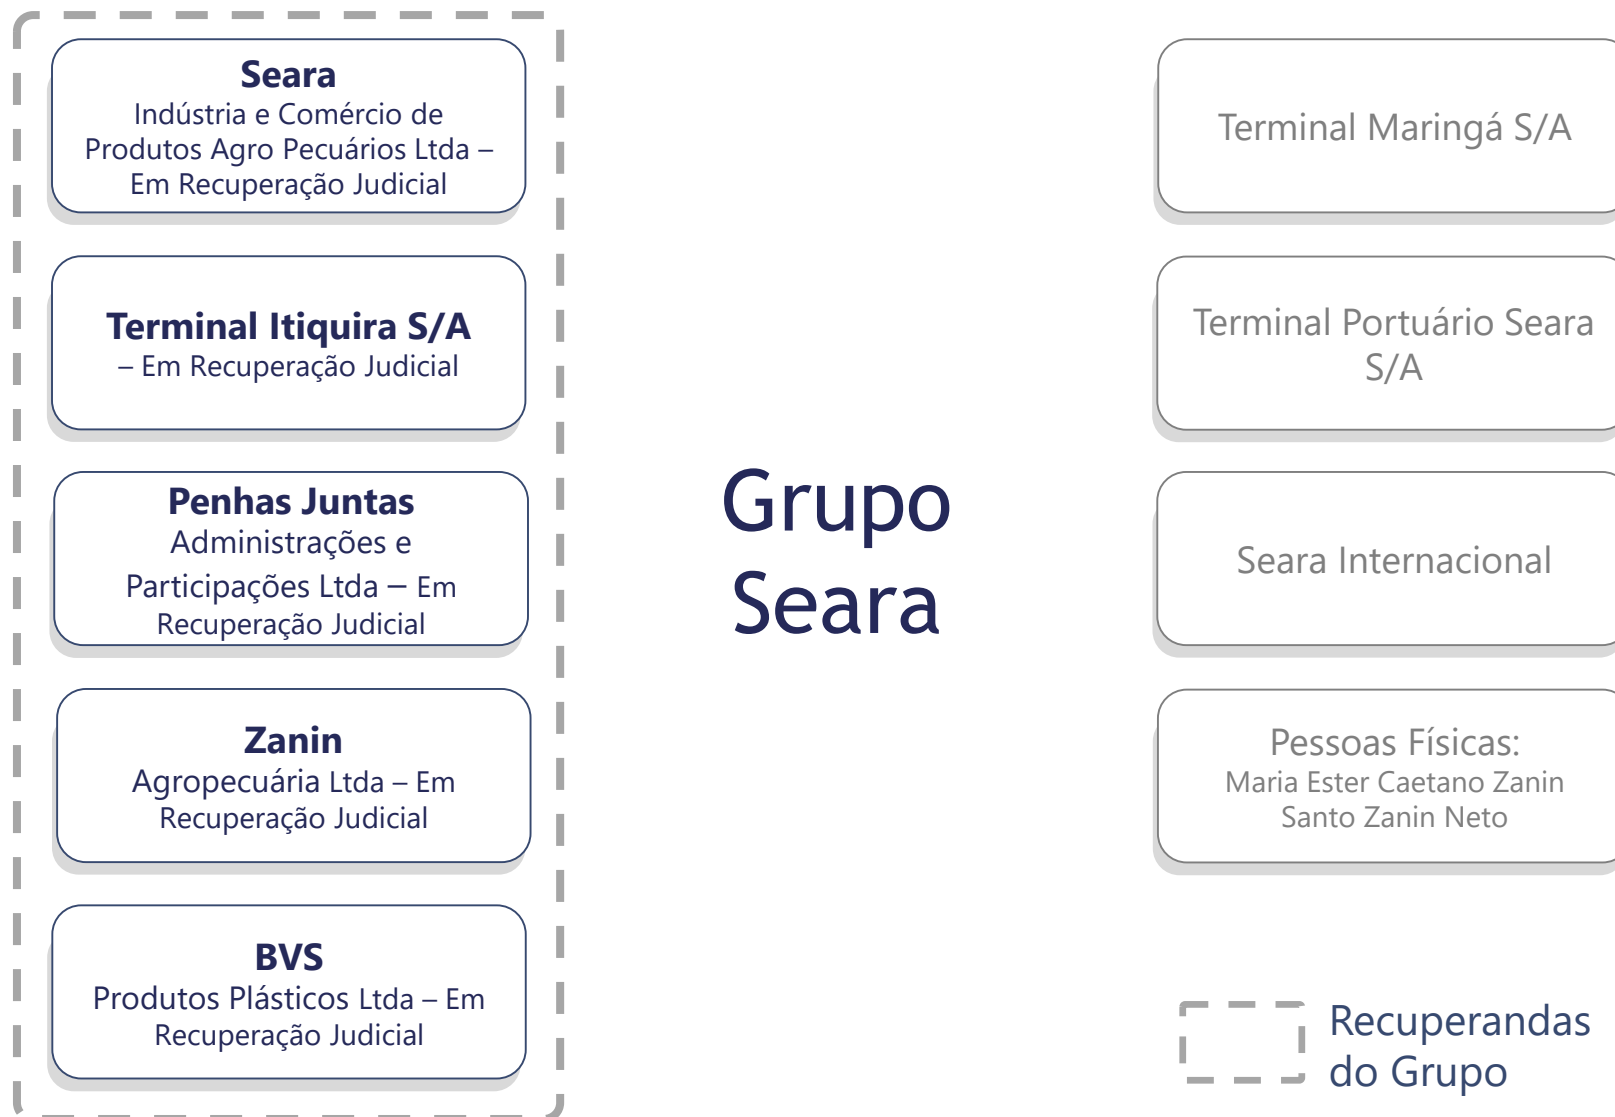 Seara
Indústria e Comércio de
Produtos Agro Pecuários Ltda –
Em Recuperação Judicial
Terminal Itiquira S/A
– Em Recuperação Judicial
Penhas Juntas
Administrações e
Participações Ltda – Em
Recuperação Judicial
Zanin
Agropecuária Ltda – Em
Recuperação Judicial
BVS
Produtos Plásticos Ltda – Em
Recuperação Judicial
Grupo
Seara
Terminal Maringá S/A
Terminal Portuário Seara
S/A
Seara Internacional
Pessoas Físicas:
Maria Ester Caetano Zanin
Santo Zanin Neto
Recuperandas
do Grupo